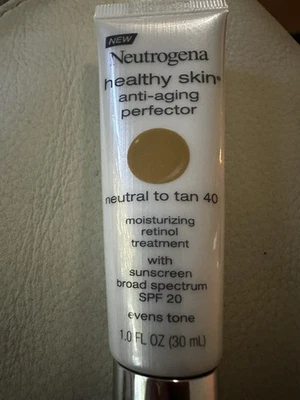 NEW
Neutrogena
healthy skin®
anti-aging
perfector
neutral to tan 40
moisturizing
retinol
treatment
with
sunscreen
broad spectrum
SPF 20
evens tone
1.0 FL OZ (30 mL)